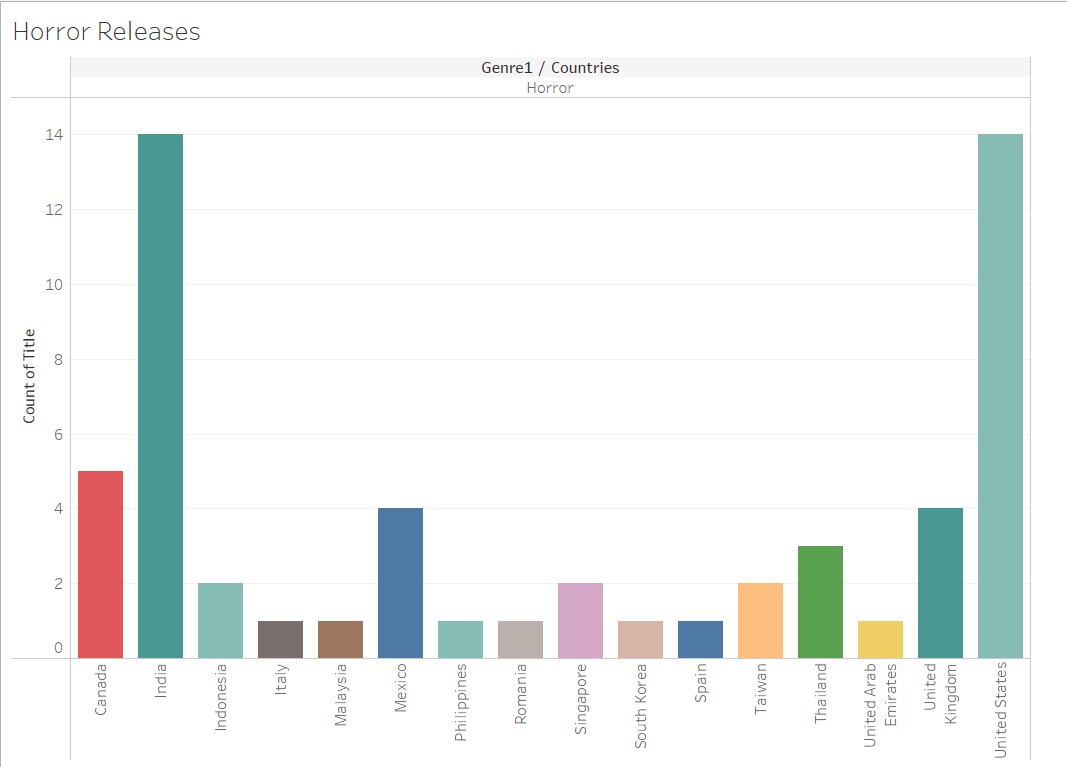 Horror Releases
Genre1 / Countries
Horror
14
12
10
8
6
4
2
0
Count of Title
Canada
India
Indonesia
Italy
Malaysia
Mexico
Philippines
Romania
Singapore
South Korea
Spain
Taiwan
Thailand
United Arab
Emirates
United
Kingdom
United States